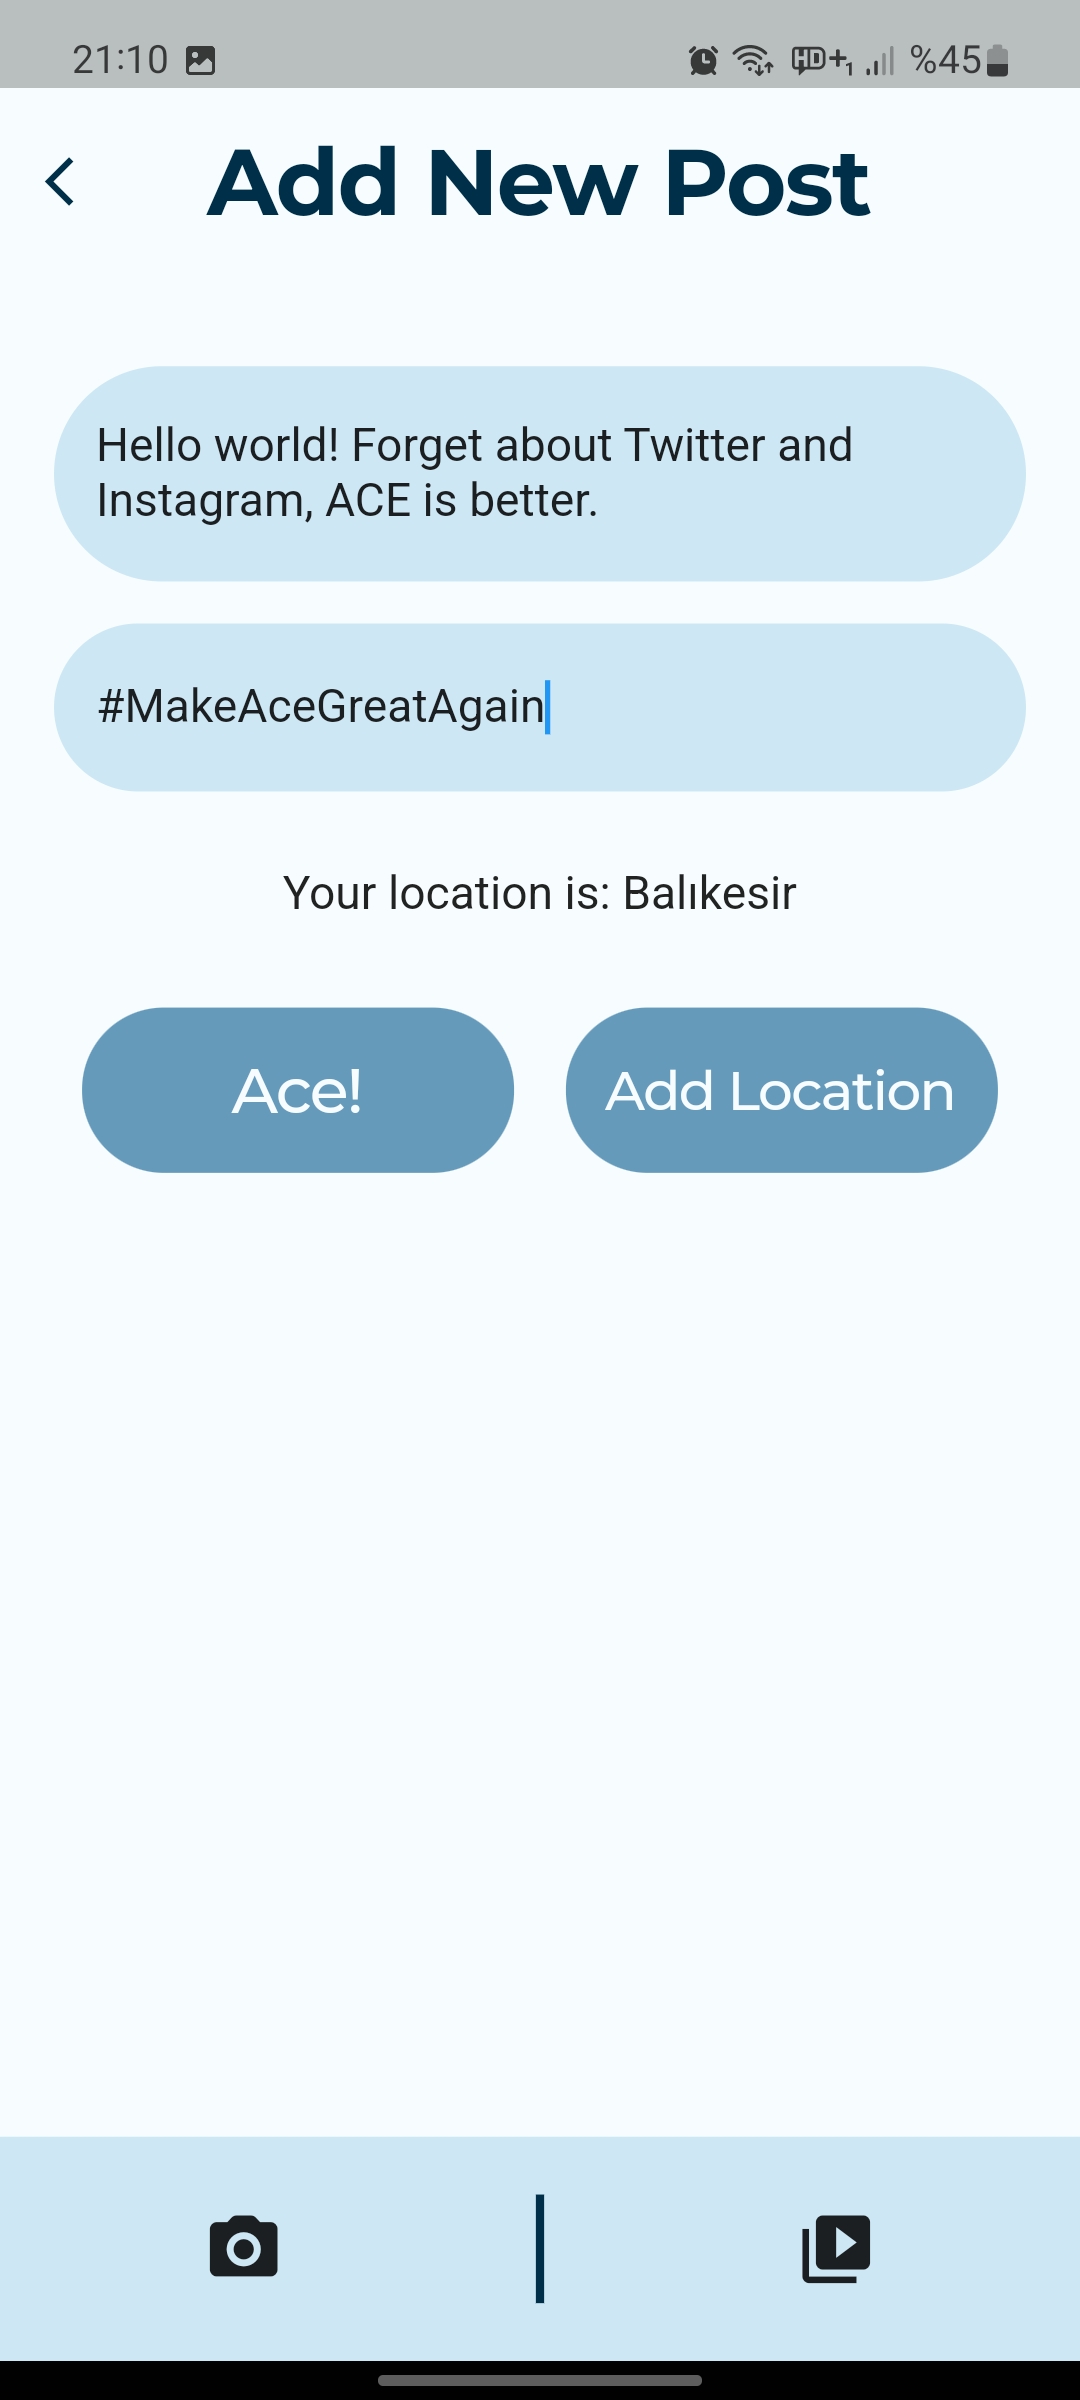 21:10
HD+1 %45
Add New Post
Hello world! Forget about Twitter and
Instagram, ACE is better.
#MakeAceGreatAgain
Your location is: Balıkesir
Ace!
Add Location